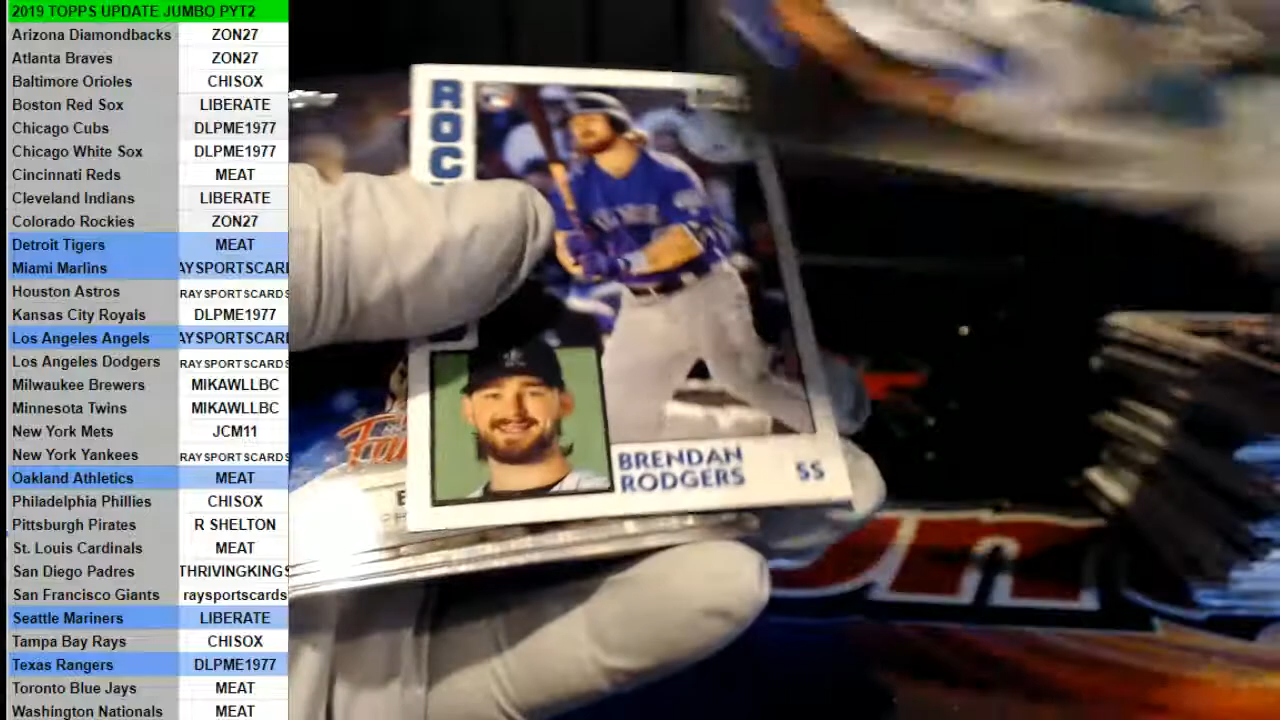 2019 TOPPS UPDATE JUMBO PYT2
Arizona Diamondbacks ZON27
Atlanta Braves ZON27
Baltimore Orioles CHISOX
Boston Red Sox LIBERATE
Chicago Cubs DLPME1977
Chicago White Sox DLPME1977
Cincinnati Reds MEAT
Cleveland Indians LIBERATE
Colorado Rockies ZON27
Detroit Tigers MEAT
Miami Marlins AYSPORTSCARI
Houston Astros RAYSPORTSCARDS
Kansas City Royals DLPME1977
Los Angeles Angels AYSPORTSCARI
Los Angeles Dodgers RAYSPORTSCARDS
Milwaukee Brewers MIKAWLLBC
Minnesota Twins MIKAWLLBC
New York Mets JCM11
New York Yankees RAYSPORTSCARDS
Oakland Athletics MEAT
Philadelphia Phillies CHISOX
Pittsburgh Pirates R SHELTON
St. Louis Cardinals MEAT
San Diego Padres THRIVINGKINGS
San Francisco Giants raysportscards
Seattle Mariners LIBERATE
Tampa Bay Rays CHISOX
Texas Rangers DLPME1977
Toronto Blue Jays MEAT
Washington Nationals MEAT
ROC
BRENDAN
RODGERS SS